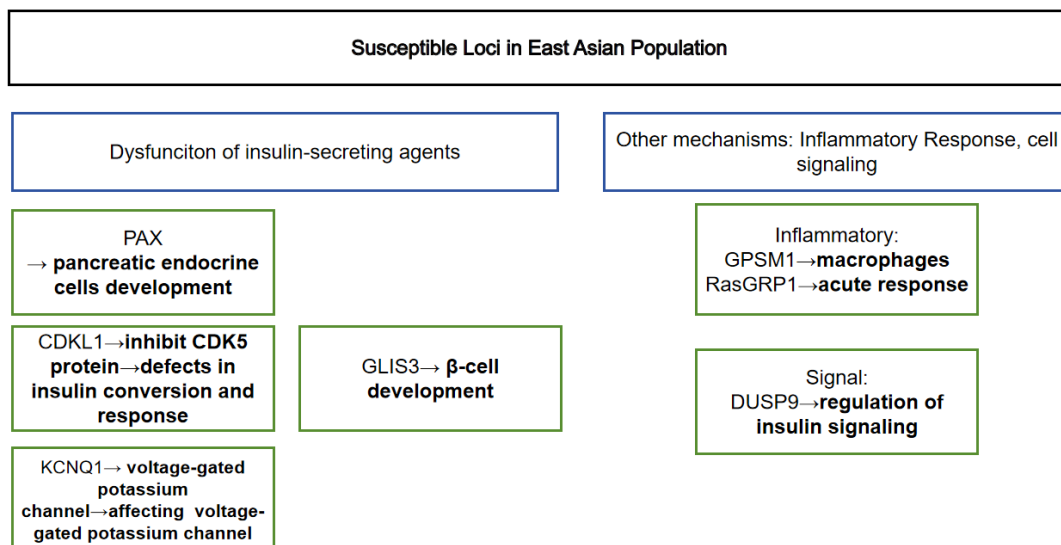 Susceptible Loci in East Asian Population
Dysfunciton of insulin-secreting agents
Other mechanisms: Inflammatory Response, cell
signaling
PAX
→ pancreatic endocrine
cells development
CDKL1→inhibit CDK5
protein→defects in
insulin conversion and
response
GLIS3→ β-cell
development
KCNQ1→ voltage-gated
potassium
channel→affecting voltage-
gated potassium channel
Inflammatory:
GPSM1→macrophages
RasGRP1→acute response
Signal:
DUSP9→regulation of
insulin signaling